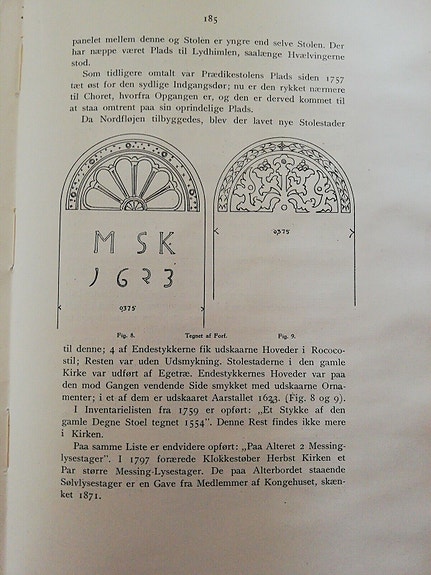 185
panelet mellem denne og Stolen er yngre end selve Stolen. Der
har næppe været Plads til Lydhimlen, saalænge Hvælvingerne
stod.
Som tidligere omtalt var Prædikestolens Plads siden 1757
tæt øst for den sydlige Indgangsdør; nu er den rykket nærmere
til Choret, hvorfra Opgangen er, og den er derved kommet til
at staa omtrent paa sin oprindelige Plads.
Da Nordfløjen tilbyggedes, blev der lavet nye Stolestader
M SK
1623
0375
0375
Fig. 8. Tegnet af Forf. Fig. 9.
til denne; 4 af Endestykkerne fik udskaarne Hoveder i Rococo-
stil; Resten var uden Udsmykning. Stolestaderne i den gamle
Kirke var udført af Egetræ. Endestykkernes Hoveder var paa
den mod Gangen vendende Side smykket med udskaarne Orna-
menter; i et af dem er udskaaret Aarstallet 1623. (Fig. 8 og 9).
I Inventarielisten fra 1759 er opført: „Et Stykke af den
gamle Degne Stoel tegnet 1554". Denne Rest findes ikke mere
i Kirken.
Paa samme Liste er endvidere opført: „Paa Alteret 2 Messing-
lysestager". I 1797 forærede Klokkestøber Herbst Kirken et
Par større Messing-Lysestager. De paa Alterbordet staaende
Sølvlysestager er en Gave fra Medlemmer af Kongehuset, skæn-
ket 1871.